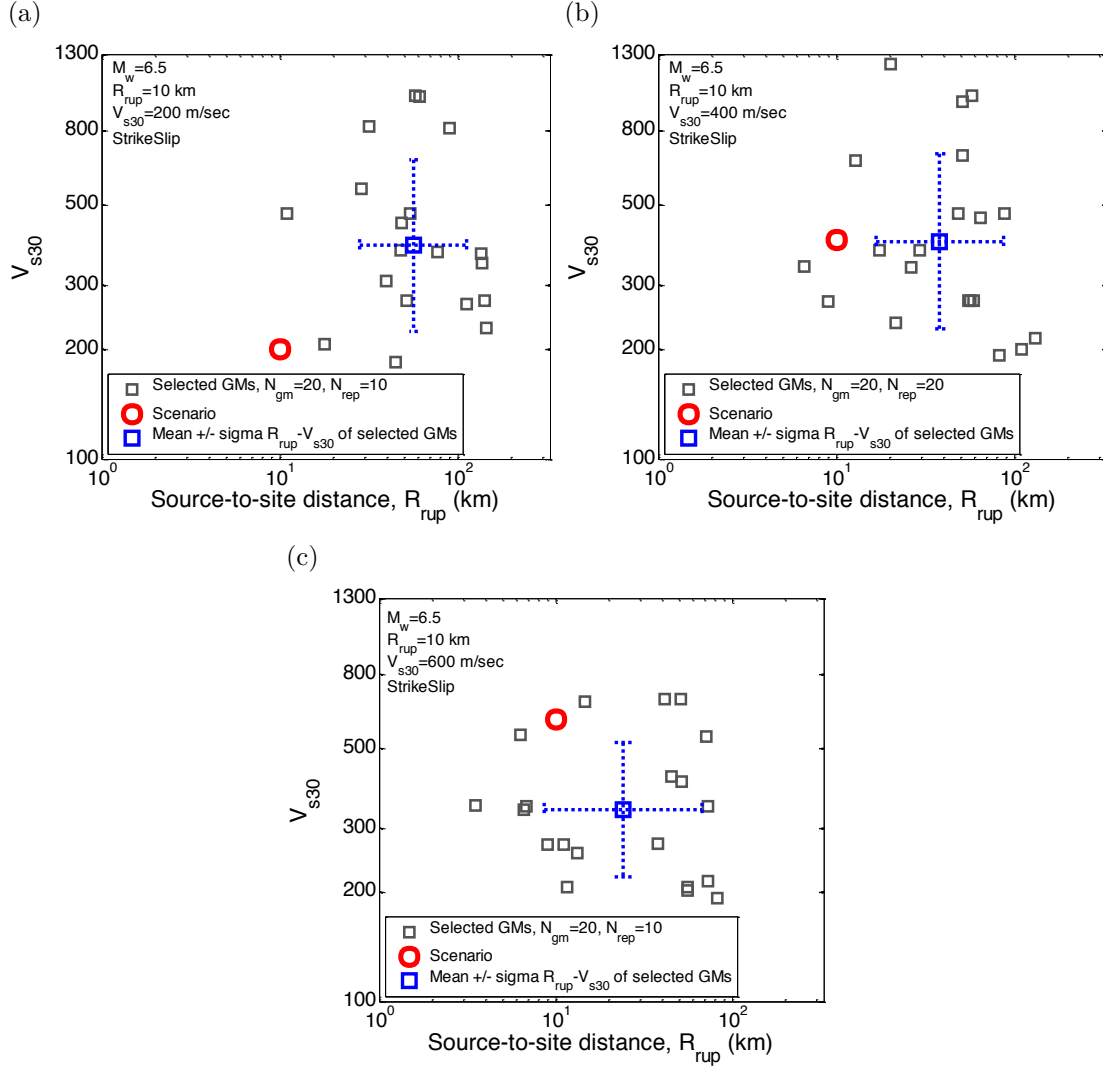 (a)
1300
800
500
300
200
100
V_s30
M_w=6.5
R_rup=10 km
V_s30=200 m/sec
StrikeSlip
Selected GMs, N_gm=20, N_rep=10
Scenario
Mean +/- sigma R_rup-V_s30 of selected GMs
10^0
10^1
10^2
Source-to-site distance, R_rup (km)
(b)
1300
800
500
300
200
100
V_s30
M_w=6.5
R_rup=10 km
V_s30=400 m/sec
StrikeSlip
Selected GMs, N_gm=20, N_rep=20
Scenario
Mean +/- sigma R_rup-V_s30 of selected GMs
10^0
10^1
10^2
Source-to-site distance, R_rup (km)
(c)
1300
800
500
300
200
100
V_s30
M_w=6.5
R_rup=10 km
V_s30=600 m/sec
StrikeSlip
Selected GMs, N_gm=20, N_rep=10
Scenario
Mean +/- sigma R_rup-V_s30 of selected GMs
10^0
10^1
10^2
Source-to-site distance, R_rup (km)